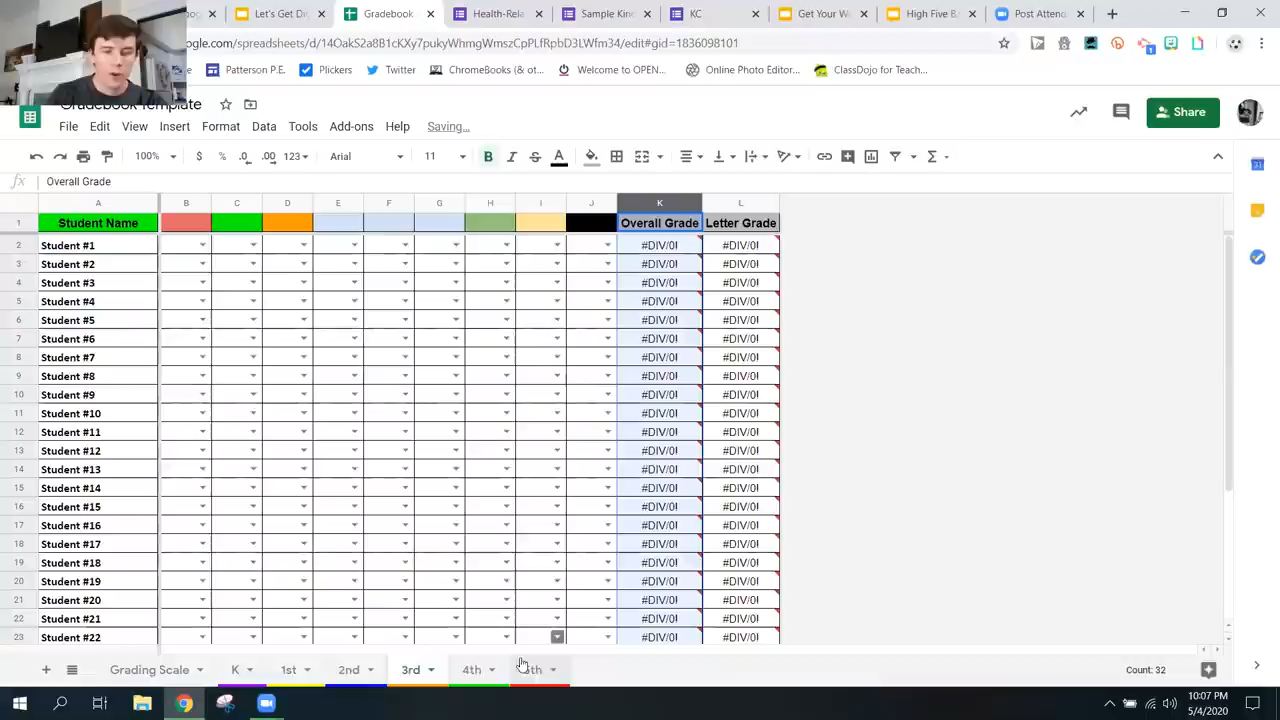 Let's Get Di
Gradebook
Health-Rela
Sample Kin
KC
Get Your W
High Five B
Post Attend
ogle.com/spreadsheets/d/
/edit#gid=1836098101
Patterson P.E.
Plickers
Twitter
ChromeBooks (& ot...
Welcome to OPEN...
Online Photo Editor...
ClassDojo for Teach...
Gradebook Template
File Edit View Insert Format Data Tools Add-ons Help Saving...
Share
100% $ % .0 .00 123 Arial 11 B I S A
fx Overall Grade
A B C D E F G H I J K L
1 Student Name Overall Grade Letter Grade
2 Student #1 #DIV/0! #DIV/0!
3 Student #2 #DIV/0! #DIV/0!
4 Student #3 #DIV/0! #DIV/0!
5 Student #4 #DIV/0! #DIV/0!
6 Student #5 #DIV/0! #DIV/0!
7 Student #6 #DIV/0! #DIV/0!
8 Student #7 #DIV/0! #DIV/0!
9 Student #8 #DIV/0! #DIV/0!
10 Student #9 #DIV/0! #DIV/0!
11 Student #10 #DIV/0! #DIV/0!
12 Student #11 #DIV/0! #DIV/0!
13 Student #12 #DIV/0! #DIV/0!
14 Student #13 #DIV/0! #DIV/0!
15 Student #14 #DIV/0! #DIV/0!
16 Student #15 #DIV/0! #DIV/0!
17 Student #16 #DIV/0! #DIV/0!
18 Student #17 #DIV/0! #DIV/0!
19 Student #18 #DIV/0! #DIV/0!
20 Student #19 #DIV/0! #DIV/0!
21 Student #20 #DIV/0! #DIV/0!
22 Student #21 #DIV/0! #DIV/0!
23 Student #22 #DIV/0! #DIV/0!
Grading Scale K 1st 2nd 3rd 4th 5th Count: 32
10:07 PM
5/4/2020